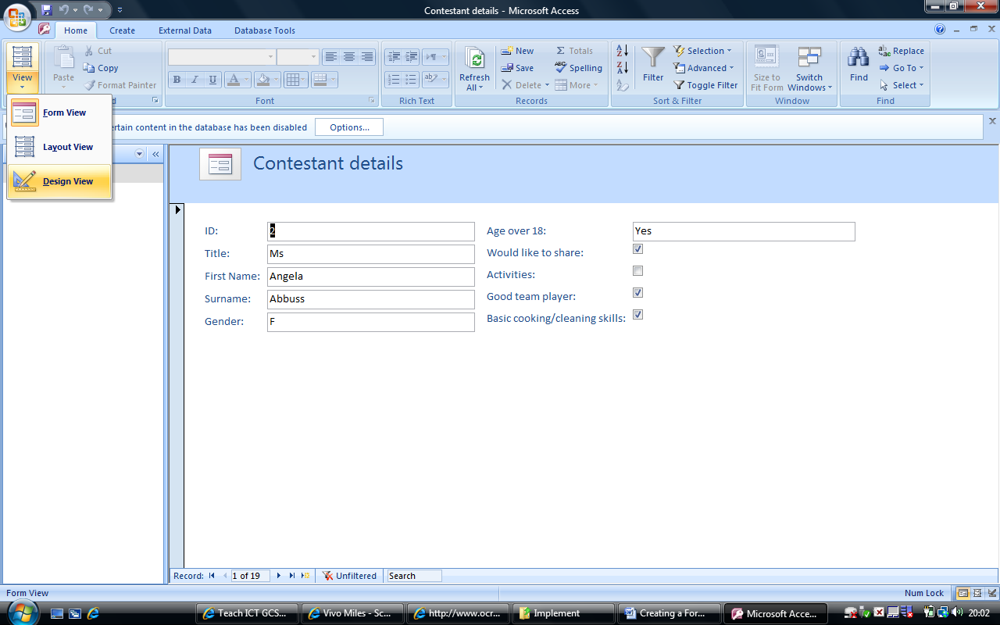 Contestant details - Microsoft Access
Home Create External Data Database Tools
View
Paste
Cut
Copy
Format Painter
B I U
Font
Rich Text
Refresh
All
New
Save
Delete
Totals
Spelling
More
Records
Filter
Selection
Advanced
Toggle Filter
Sort & Filter
Size to
Fit Form
Switch
Windows
Window
Find
Replace
Go To
Select
Find
Form View
Layout View
Design View
ertain content in the database has been disabled Options...
Contestant details
ID: 2
Title: Ms
First Name: Angela
Surname: Abbuss
Gender: F
Age over 18: Yes
Would like to share:
Activities:
Good team player:
Basic cooking/cleaning skills:
Record: 1 of 19 Unfiltered Search
Form View Num Lock
Teach ICT GCS... Vivo Miles - Sc... http://www.ocr... Implement Creating a For... Microsoft Acce... 20:02